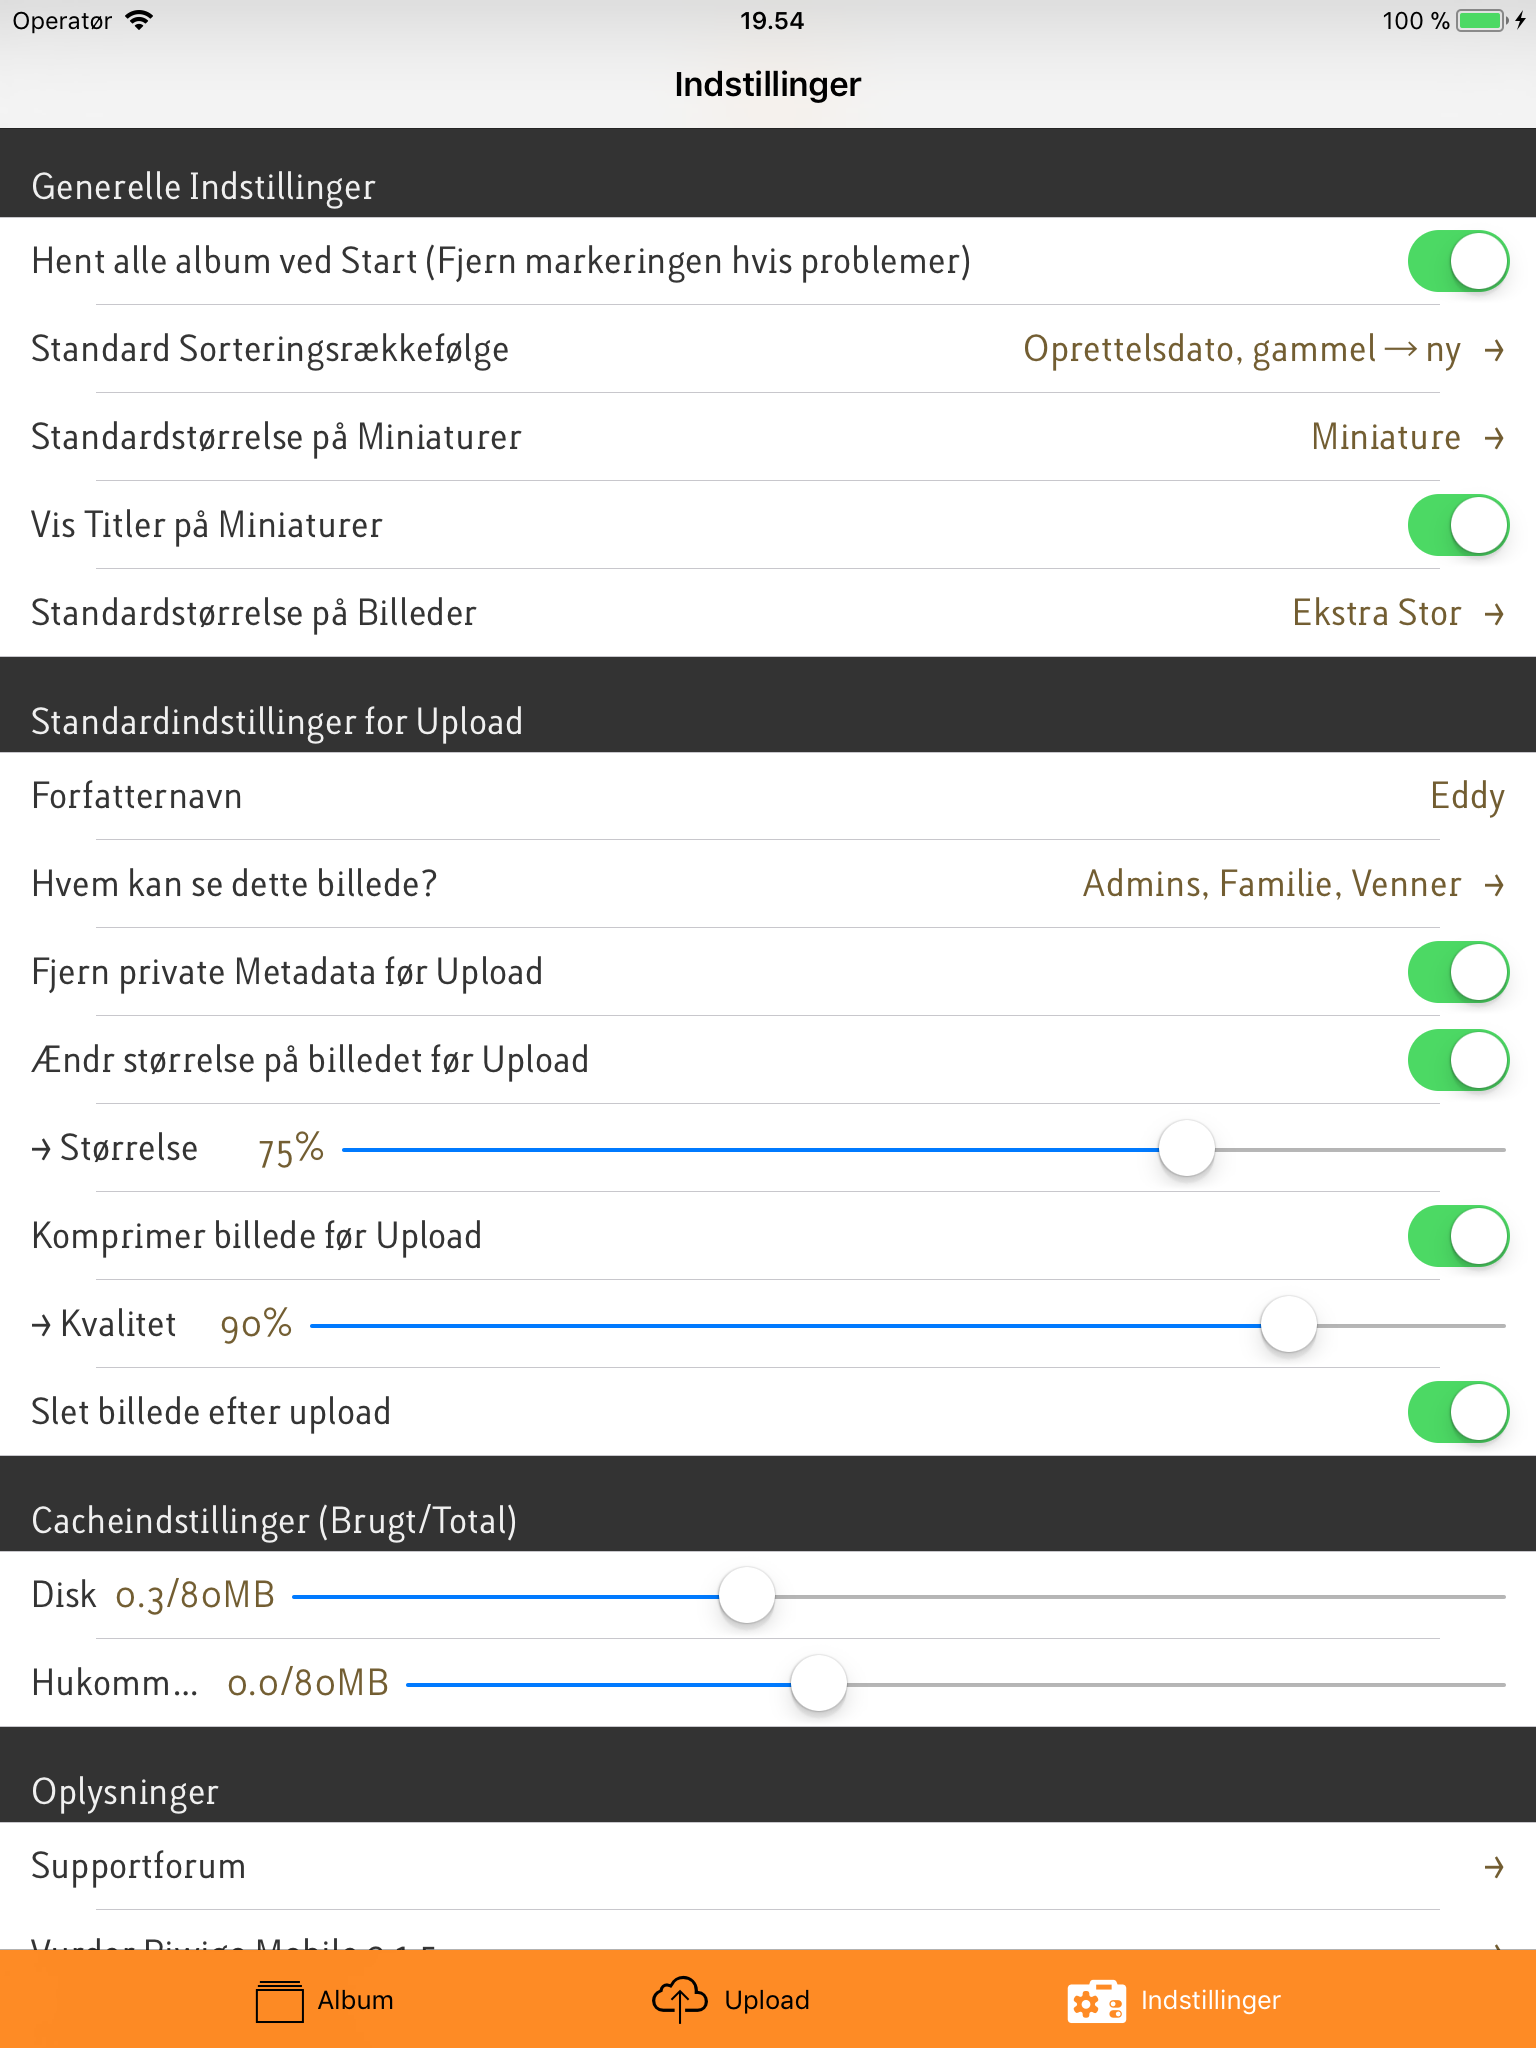 Operatør 19.54 100 %
Indstillinger
Generelle Indstillinger
Hent alle album ved Start (Fjern markeringen hvis problemer)
Standard Sorteringsrækkefølge Oprettelsesdato, gammel → ny →
Standardstørrelse på Miniaturer Miniature →
Vis Titler på Miniaturer
Standardstørrelse på Billeder Ekstra Stor →
Standardindstillinger for Upload
Forfatternavn Eddy
Hvem kan se dette billede? Admins, Familie, Venner →
Fjern private Metadata før Upload
Ændr størrelse på billedet før Upload
→ Størrelse 75%
Komprimer billede før Upload
→ Kvalitet 90%
Slet billede efter upload
Cacheindstillinger (Brugt/Total)
Disk 0.3/80MB
Hukomm... 0.0/80MB
Oplysninger
Supportforum →
Vurder Piwigo Mobile
Album Upload Indstillinger